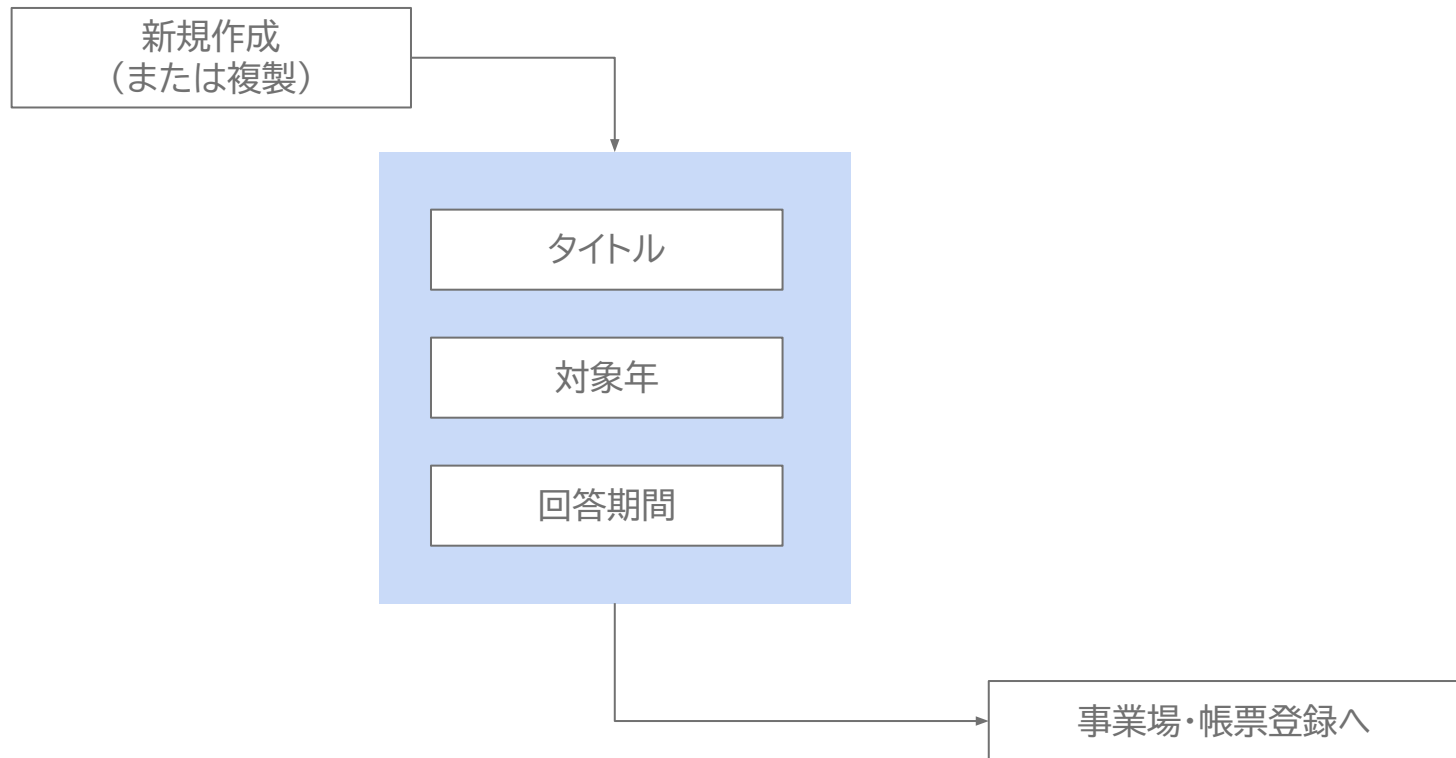 新規作成
（または複製）
タイトル
対象年
回答期間
事業場・帳票登録へ